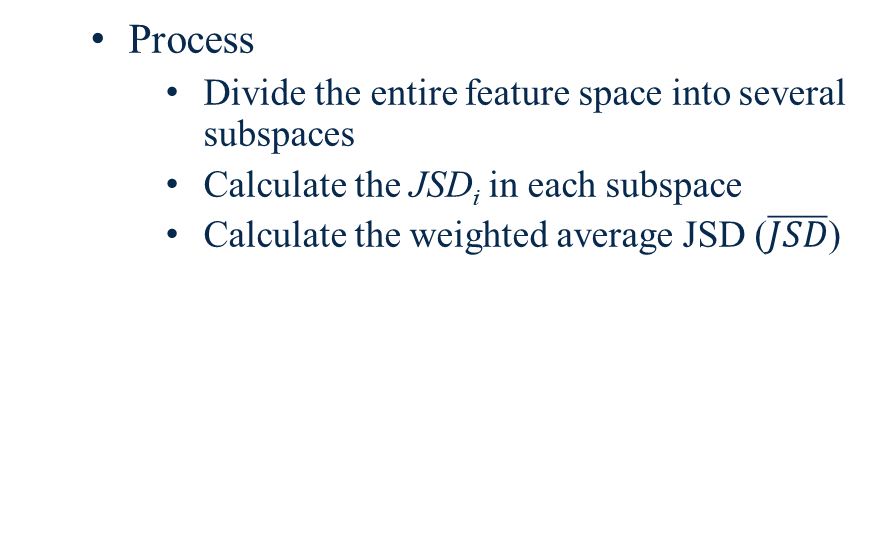 • Process
• Divide the entire feature space into several
subspaces
• Calculate the JSDᵢ in each subspace
• Calculate the weighted average JSD (J̅S̅D̅)